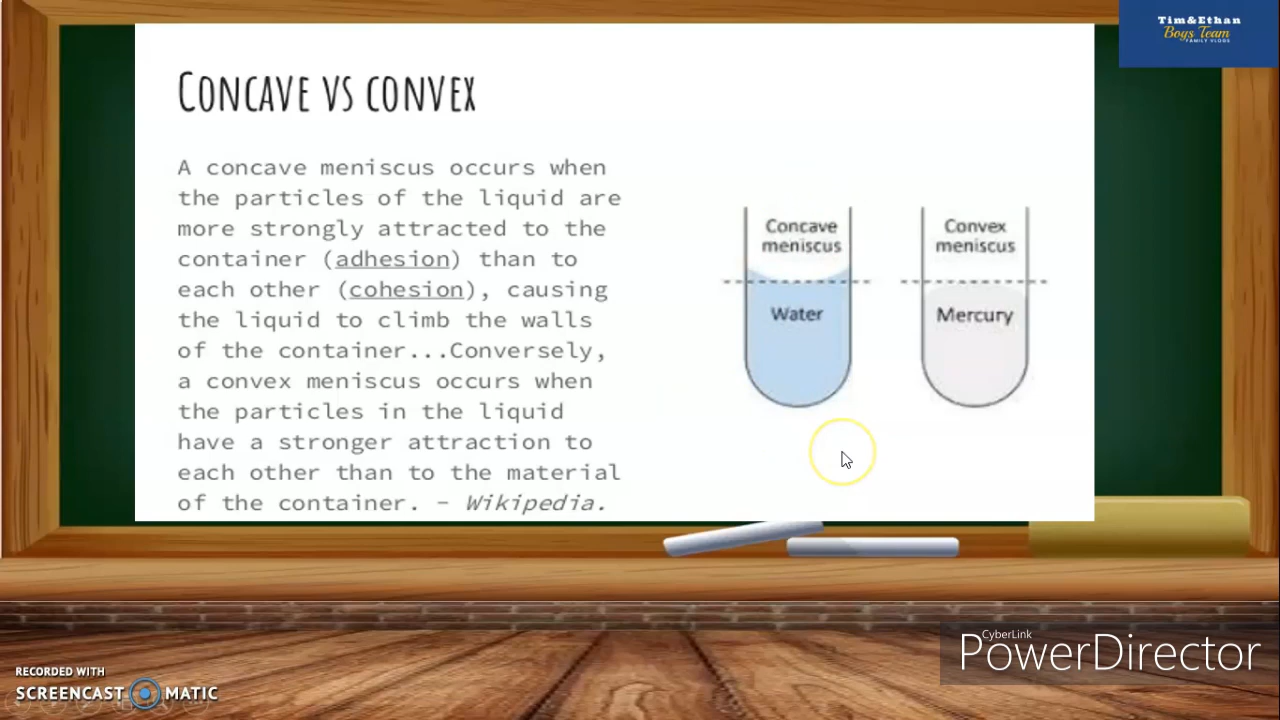 Tim&Ethan
Boys Team
FAMILY VLOGS
Concave vs convex
A concave meniscus occurs when
the particles of the liquid are
more strongly attracted to the
container (adhesion) than to
each other (cohesion), causing
the liquid to climb the walls
of the container...Conversely,
a convex meniscus occurs when
the particles in the liquid
have a stronger attraction to
each other than to the material
of the container. - Wikipedia.
Concave
meniscus
Water
Convex
meniscus
Mercury
RECORDED WITH
SCREENCAST MATIC
CyberLink
PowerDirector